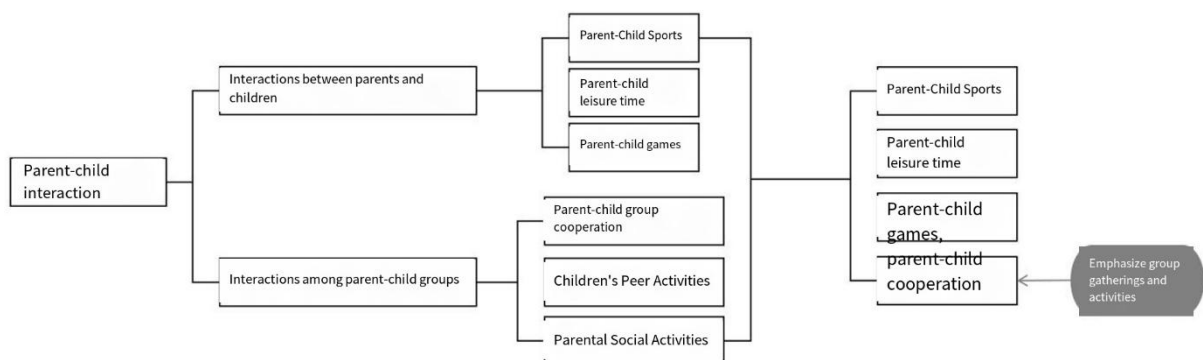 Parent-child
interaction
Interactions between parents and
children
Interactions among parent-child groups
Parent-Child Sports
Parent-child
leisure time
Parent-child games
Parent-child group
cooperation
Children's Peer Activities
Parental Social Activities
Parent-Child Sports
Parent-child
leisure time
Parent-child
games,
parent-child
cooperation
Emphasize group
gatherings and
activities